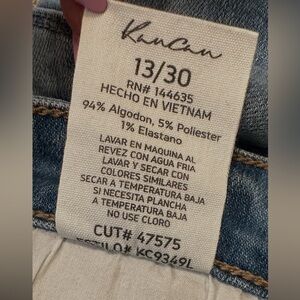 KanCan
13/30
RN# 144635
HECHO EN VIETNAM
94% Algodon, 5% Poliester
1% Elastano
LAVAR EN MAQUINA AL
REVEZ CON AGUA FRIA
LAVAR Y SECAR CON
COLORES SIMILARES
SECAR A TEMPERATURA BAJA
SI NECESITA PLANCHA
A TEMPERATURA BAJA
NO USE CLORO
CUT# 47575
ESTILO# KC9349L